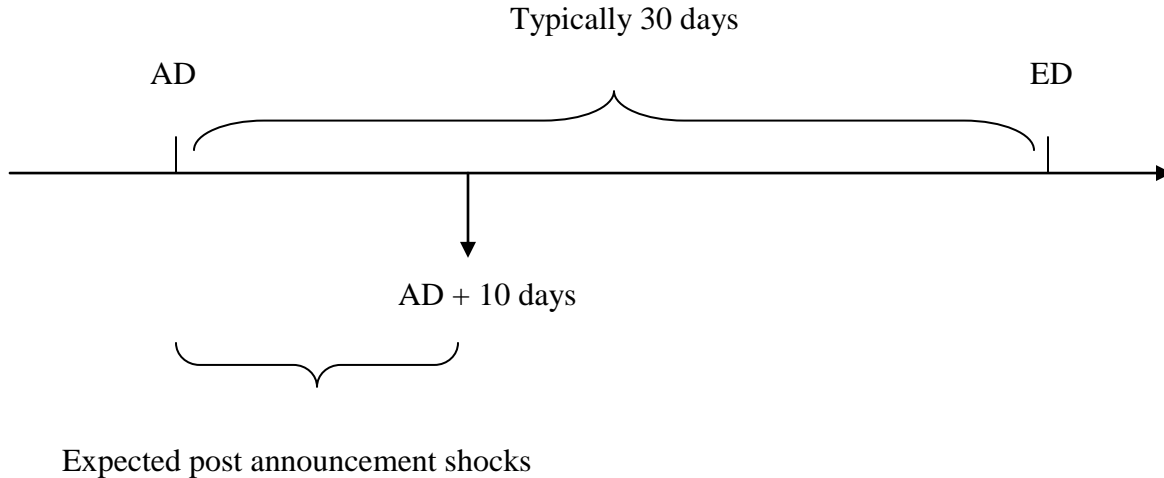 Typically 30 days
AD
ED
AD + 10 days
Expected post announcement shocks